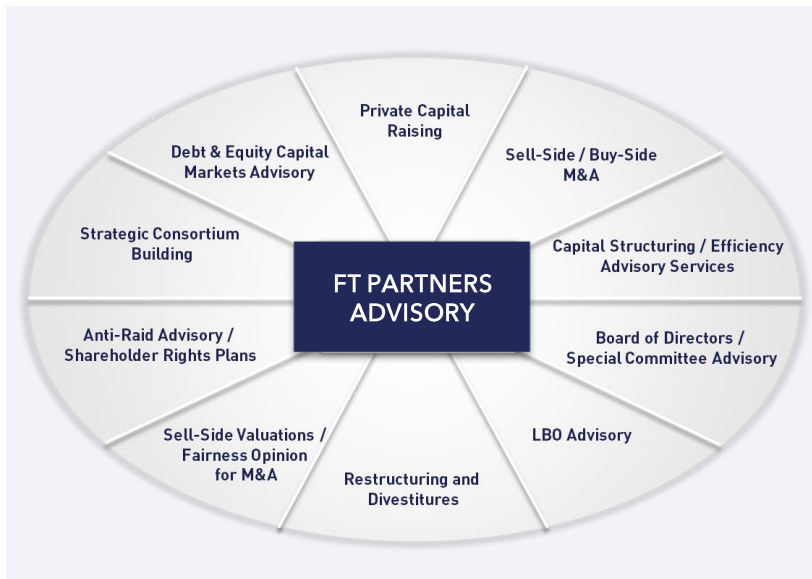 Private Capital
Raising
Sell-Side / Buy-Side
M&A
Capital Structuring / Efficiency
Advisory Services
Board of Directors /
Special Committee Advisory
LBO Advisory
Restructuring and
Divestitures
Sell-Side Valuations /
Fairness Opinion
for M&A
Anti-Raid Advisory /
Shareholder Rights Plans
Strategic Consortium
Building
Debt & Equity Capital
Markets Advisory
FT PARTNERS
ADVISORY